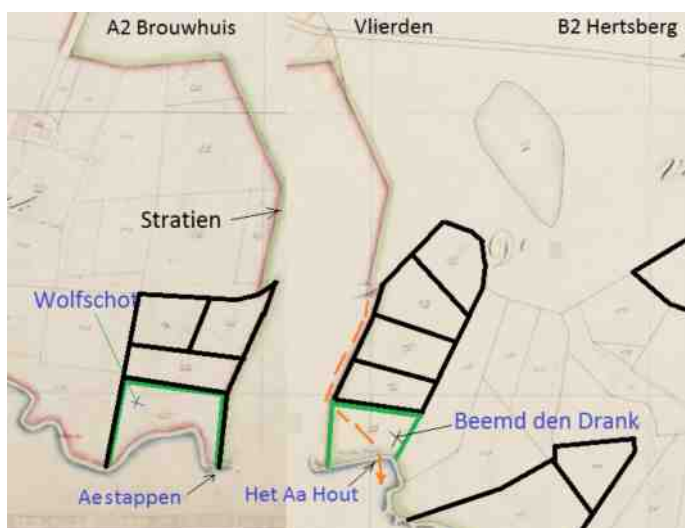 A2 Brouwhuis
Vlierden
B2 Hertsberg
Stratien
Wolfschot
Beemd den Drank
Aestappen
Het Aa Hout